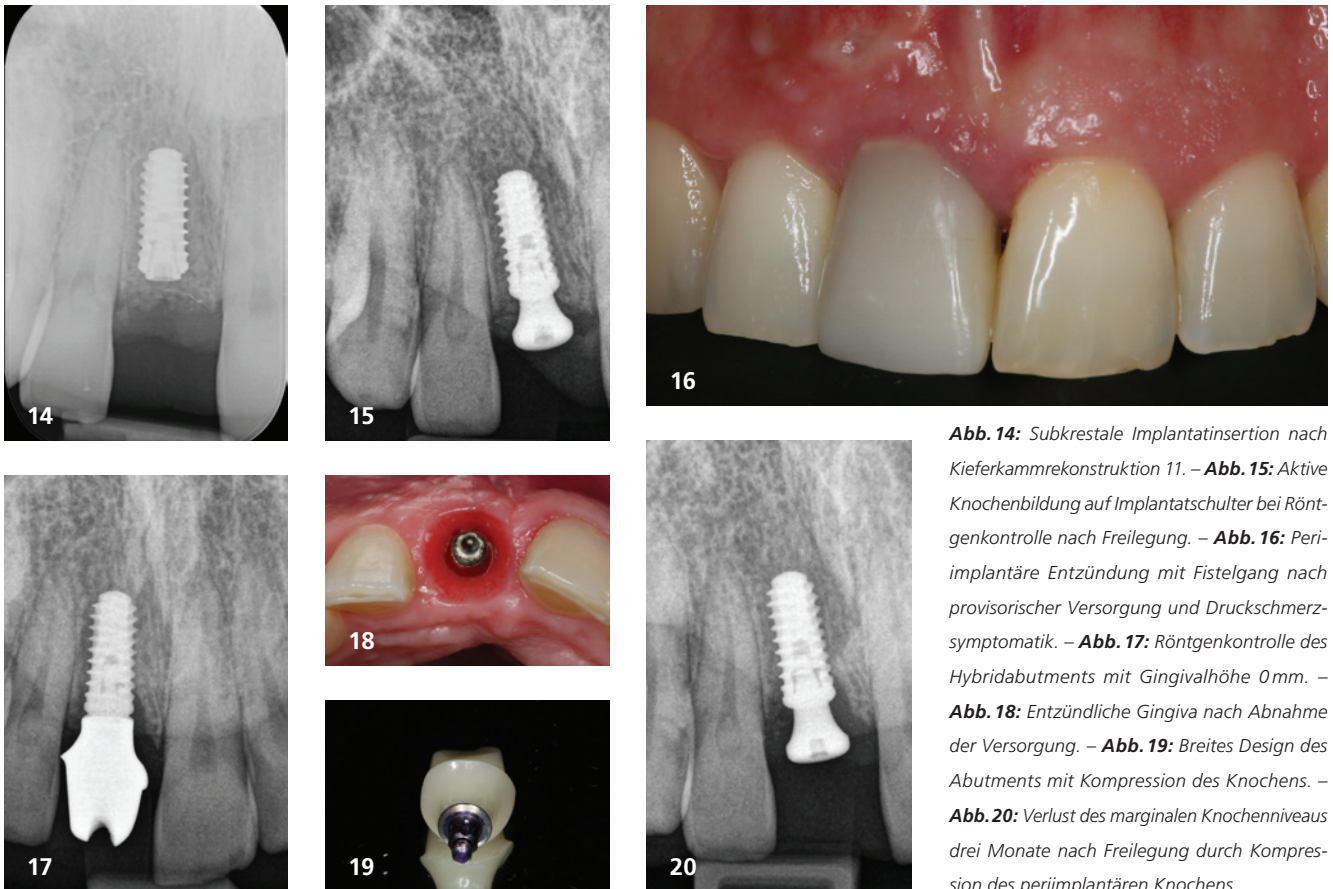 14
15
16
17
18
19
20
Abb. 14: Subkrestale Implantatinsertion nach
Kieferkammrekonstruktion 11. – Abb. 15: Aktive
Knochenbildung auf Implantatschulter bei Rönt-
genkontrolle nach Freilegung. – Abb. 16: Peri-
implantäre Entzündung mit Fistelgang nach
provisorischer Versorgung und Druckschmerz-
symptomatik. – Abb. 17: Röntgenkontrolle des
Hybridabutments mit Gingivalhöhe 0 mm. –
Abb. 18: Entzündliche Gingiva nach Abnahme
der Versorgung. – Abb. 19: Breites Design des
Abutments mit Kompression des Knochens. –
Abb. 20: Verlust des marginalen Knochenniveaus
drei Monate nach Freilegung durch Kompres-
sion des periimplantären Knochens